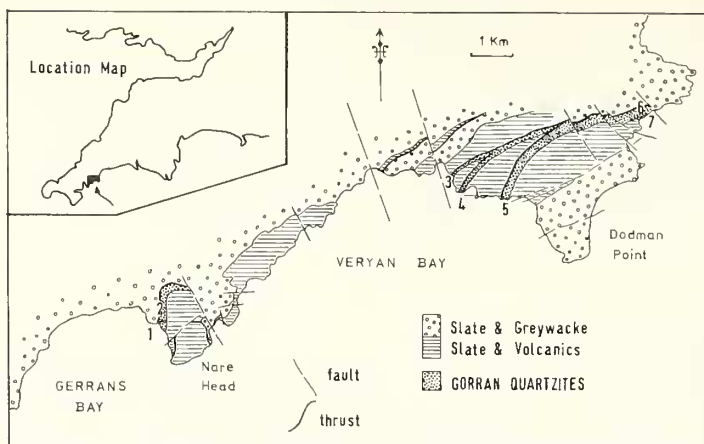 Location Map
1 Km
6
7
3
4
5
Dodman
Point
VERYAN BAY
2
1
Nare
Head
GERRANS
BAY
Slate & Greywacke
Slate & Volcanics
GORRAN QUARTZITES
fault
thrust